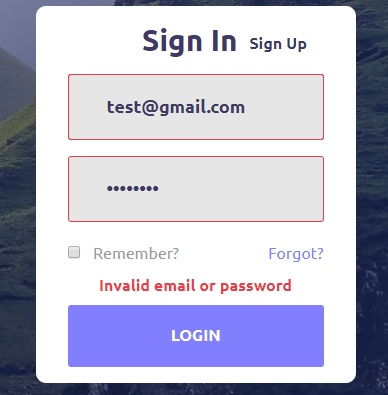 Sign In Sign Up
test@gmail.com
••••••••
Remember? Forgot?
Invalid email or password
LOGIN